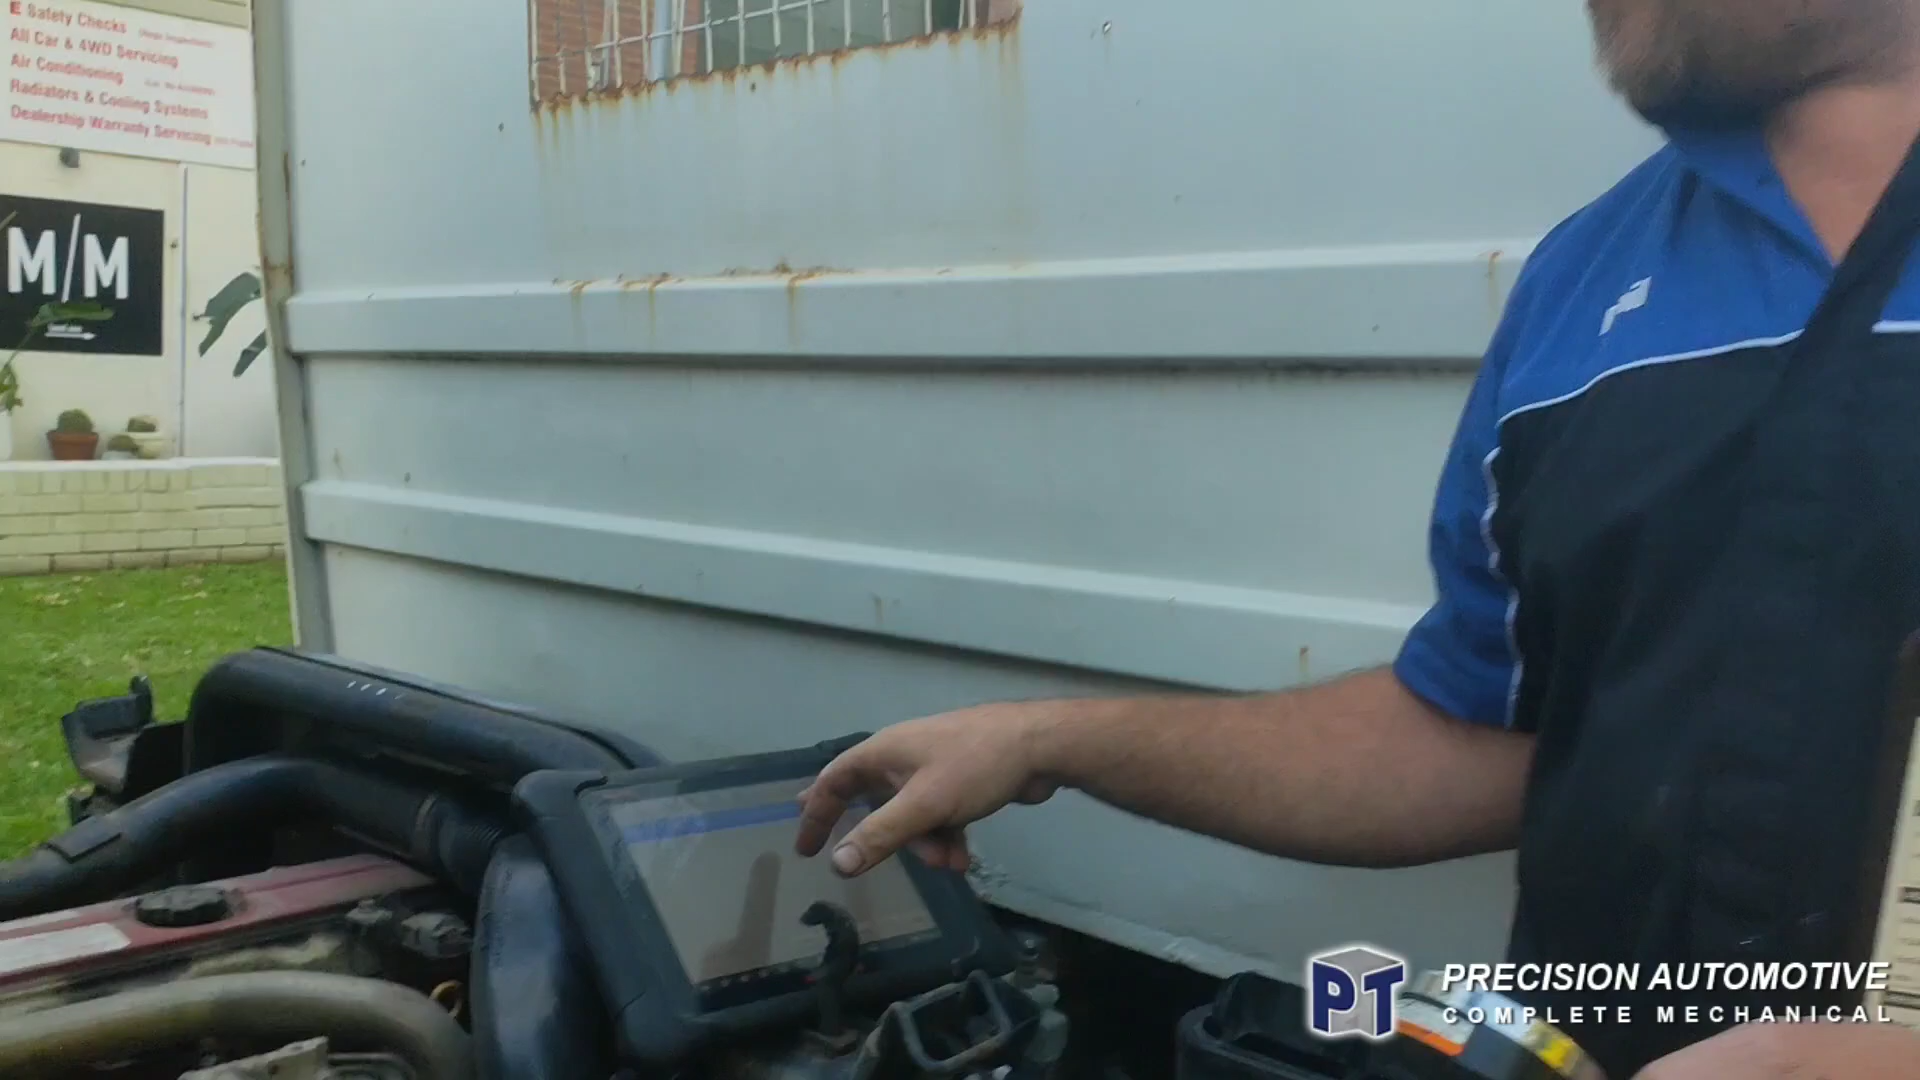 E Safety Checks
All Car & 4WD Servicing
Air Conditioning
Radiators & Cooling Systems
Dealership Warranty Servicing
M/M
PT
PRECISION AUTOMOTIVE
COMPLETE MECHANICAL